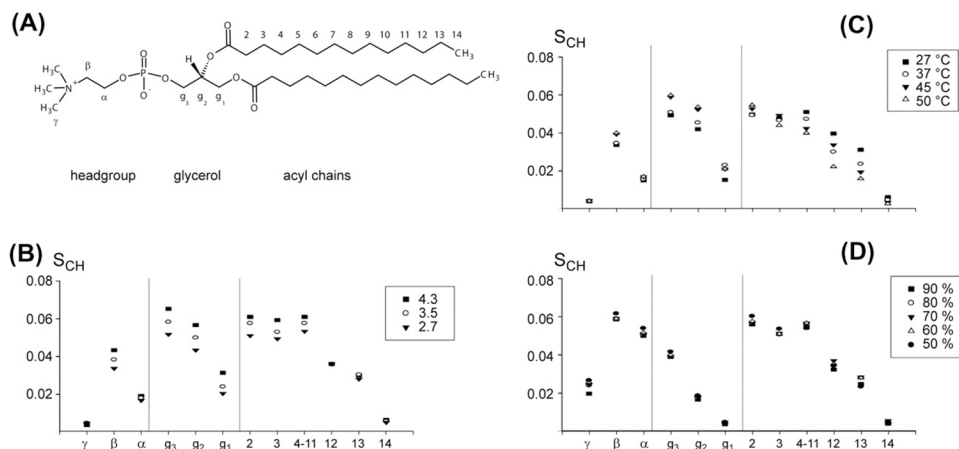 (A)
O
2 3 4 5 6 7 8 9 10 11 12 13 14
CH₃
O
H₃C
β
O
P
O
O⁻
O
H
O
CH₃
H₃C
N⁺
α
g₃ g₂ g₁
O
H₃C
γ
headgroup glycerol acyl chains
(B)
S_CH
0.08
0.06
0.04
0.02
4.3
3.5
2.7
γ β α g₃ g₂ g₁ 2 3 4-11 12 13 14
(C)
S_CH
0.08
0.06
0.04
0.02
27 °C
37 °C
45 °C
50 °C
(D)
S_CH
0.08
0.06
0.04
0.02
90 %
80 %
70 %
60 %
50 %
γ β α g₃ g₂ g₁ 2 3 4-11 12 13 14